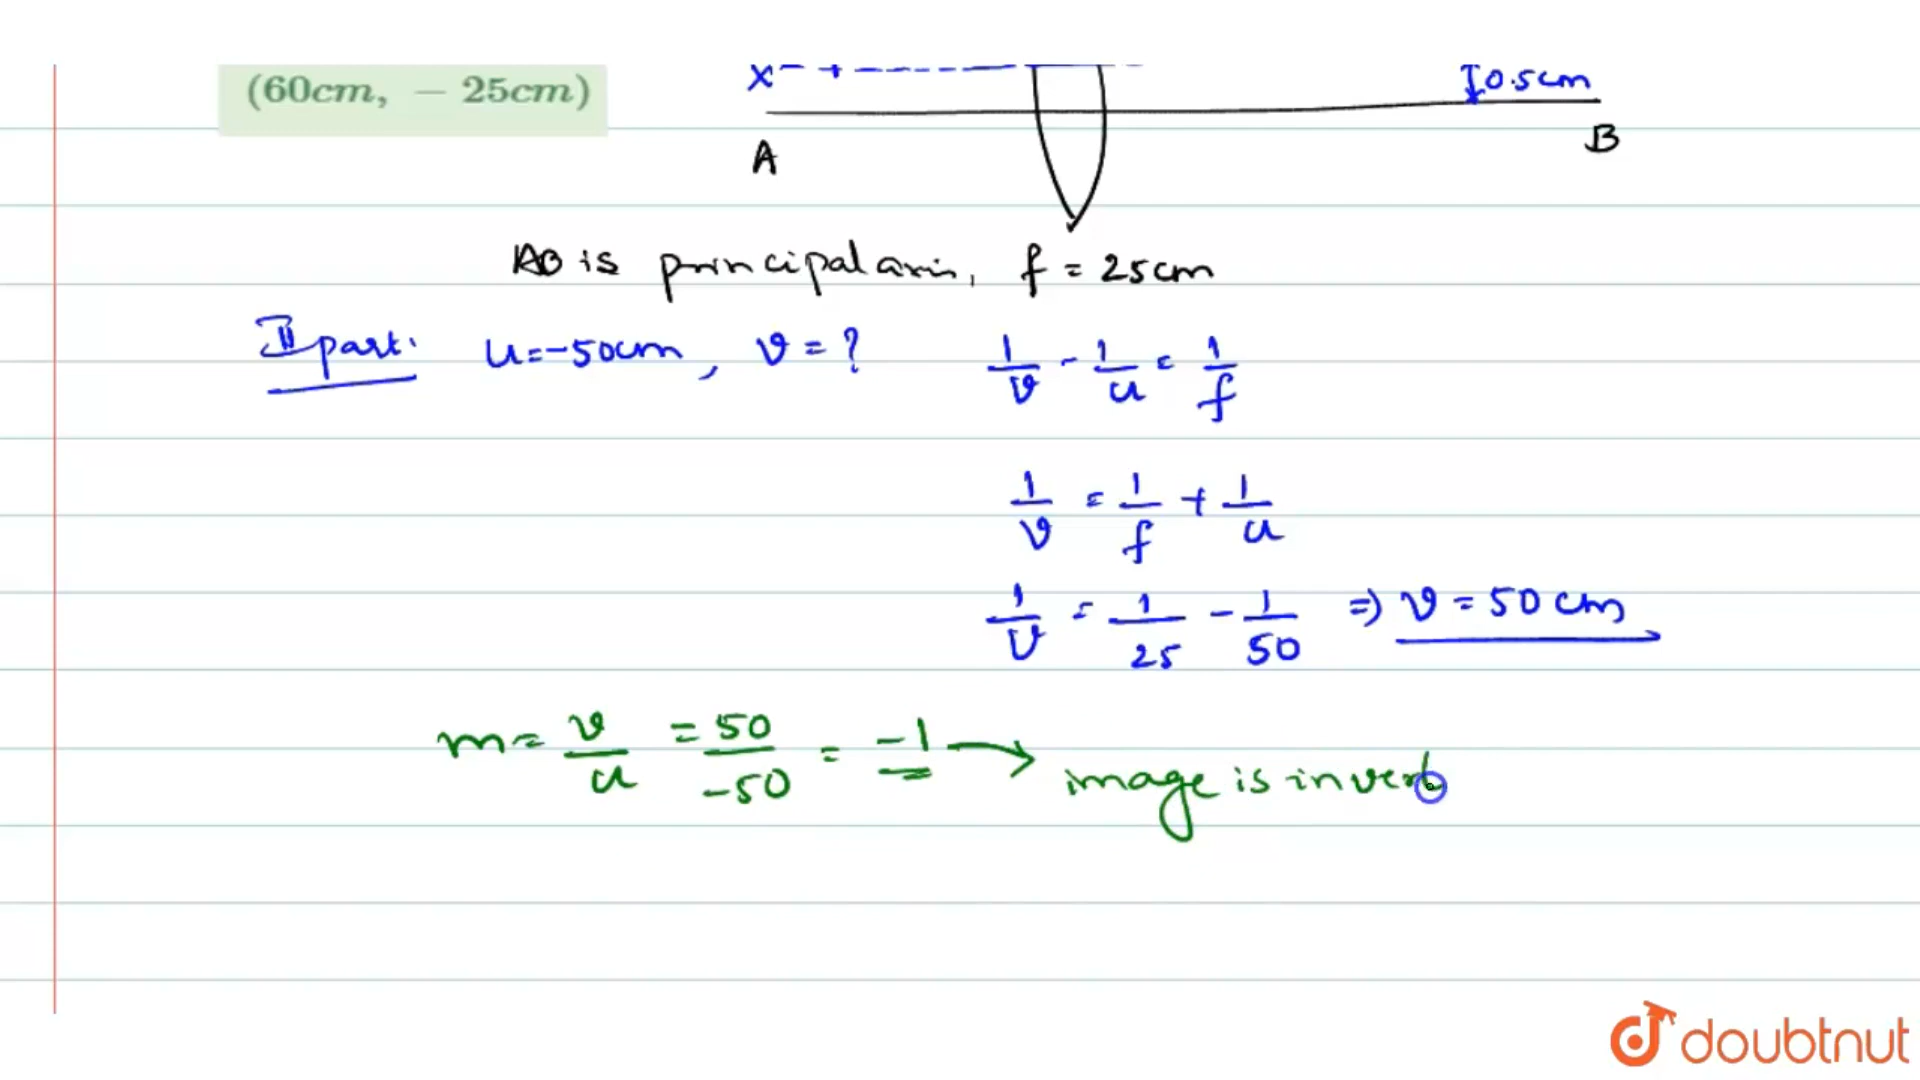 (60cm, − 25cm)
X
0.5cm
A
B
AB is principal axis, f = 25cm
II part. u=-50cm, v = ? 1/v - 1/u = 1/f
1/v = 1/f + 1/u
1/v = 1/25 - 1/50 ⇒ v = 50 cm
m = v/u = 50/-50 = -1 → image is invert
doubtnut